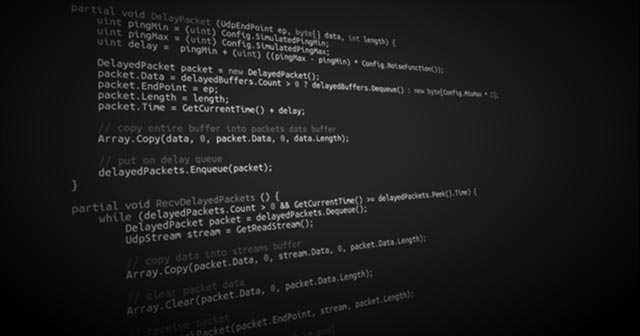 partial void DelayPacket (UdpEndPoint ep, byte[] data, int length) {
uint pingMin = (uint) Config.SimulatedPingMin;
uint pingMax = (uint) Config.SimulatedPingMax;
uint delay = pingMin + (uint) ((pingMax - pingMin) * Config.NoiseFunction());
DelayedPacket packet = new DelayedPacket();
packet.Data = delayedBuffers.Count > 0 ? delayedBuffers.Dequeue() : new byte[Config.MtuMax * 2];
packet.EndPoint = ep;
packet.Length = length;
packet.Time = GetCurrentTime() + delay;
// copy entire buffer into packets data buffer
Array.Copy(data, 0, packet.Data, 0, data.Length);
// put on delay queue
delayedPackets.Enqueue(packet);
}
partial void RecvDelayedPackets () {
while (delayedPackets.Count > 0 && GetCurrentTime() >= delayedPackets.Peek().Time) {
DelayedPacket packet = delayedPackets.Dequeue();
UdpStream stream = GetReadStream();
// copy data into streams buffer
Array.Copy(packet.Data, 0, stream.Data, 0, packet.Data.Length);
// clear packet data
Array.Clear(packet.Data, 0, packet.Data.Length);
// receive packet
(packet.EndPoint, stream, packet.Length);
in pool